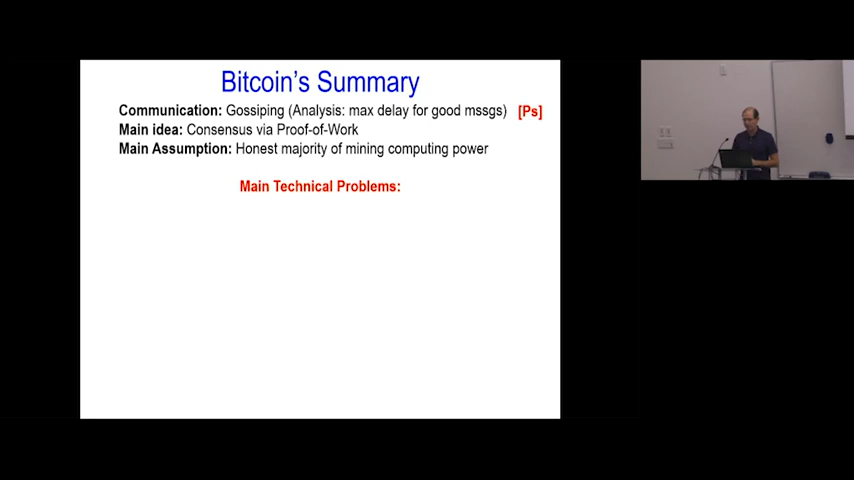 Bitcoin's Summary
Communication: Gossiping (Analysis: max delay for good mssgs) [Ps]
Main idea: Consensus via Proof-of-Work
Main Assumption: Honest majority of mining computing power
Main Technical Problems: